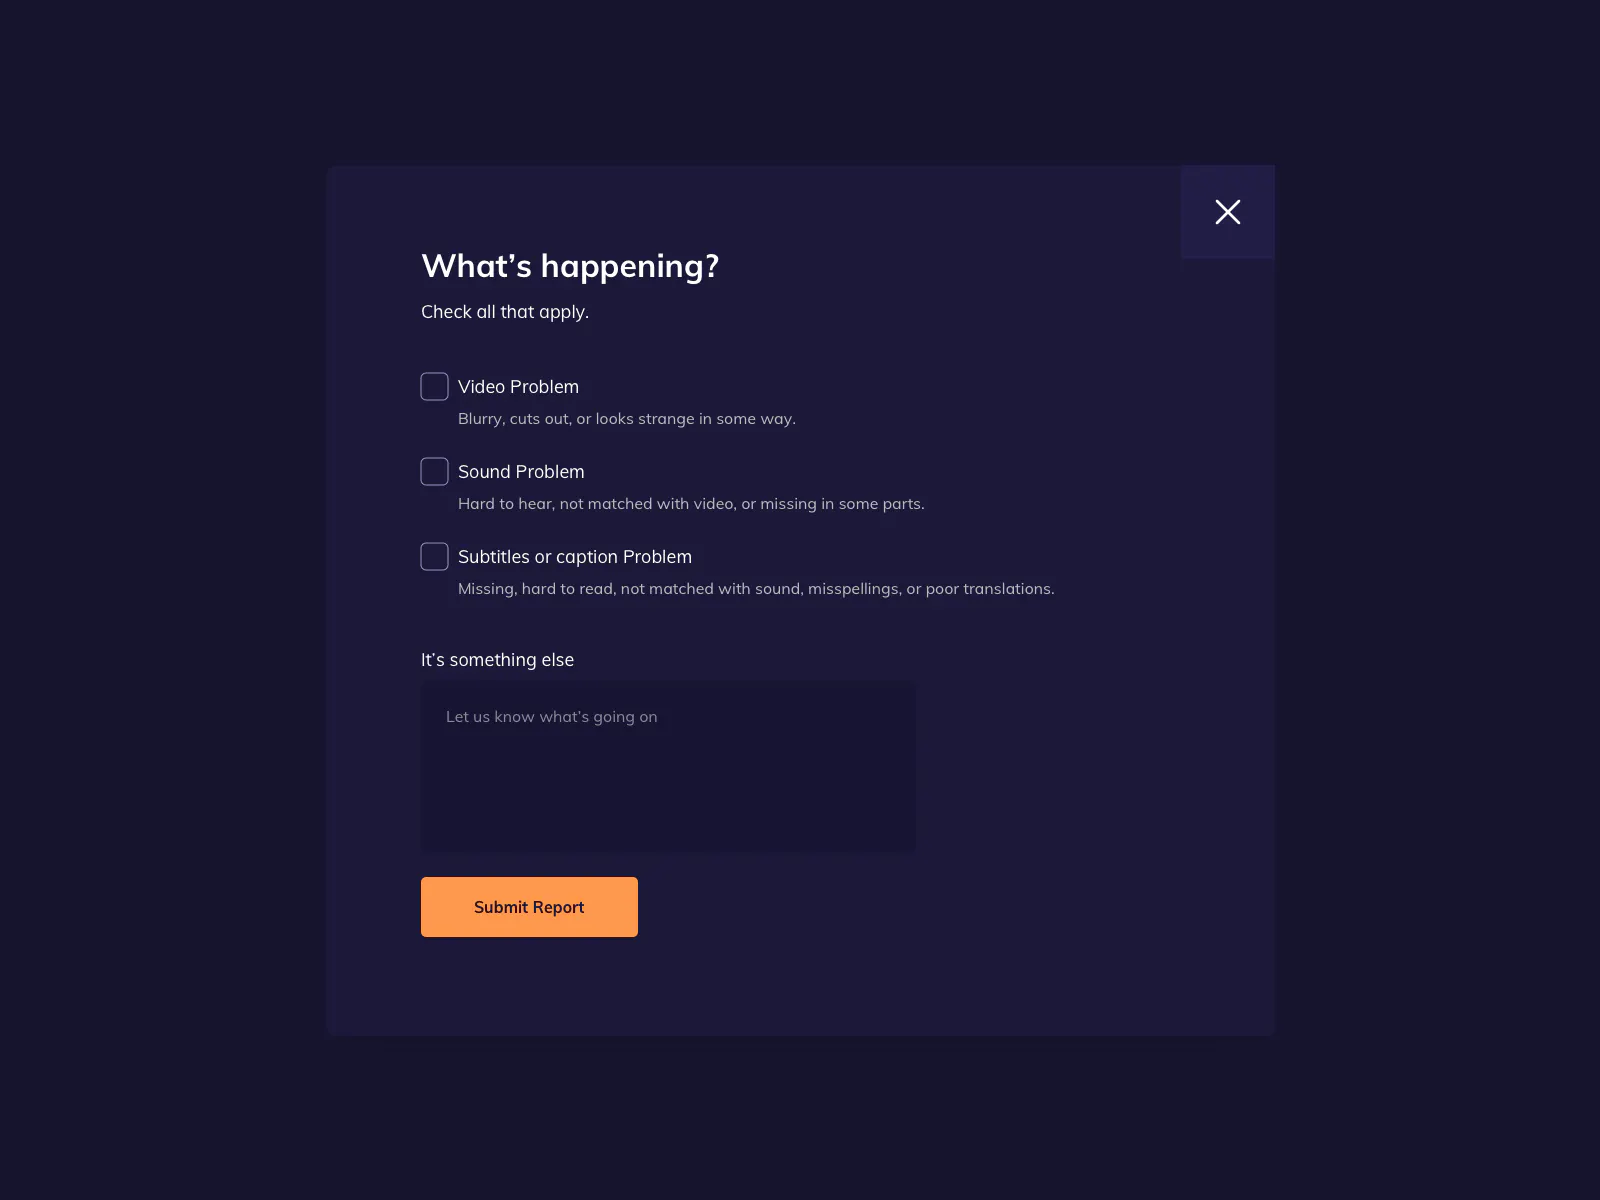 What’s happening?
Check all that apply.
Video Problem
Blurry, cuts out, or looks strange in some way.
Sound Problem
Hard to hear, not matched with video, or missing in some parts.
Subtitles or caption Problem
Missing, hard to read, not matched with sound, misspellings, or poor translations.
It’s something else
Let us know what’s going on
Submit Report